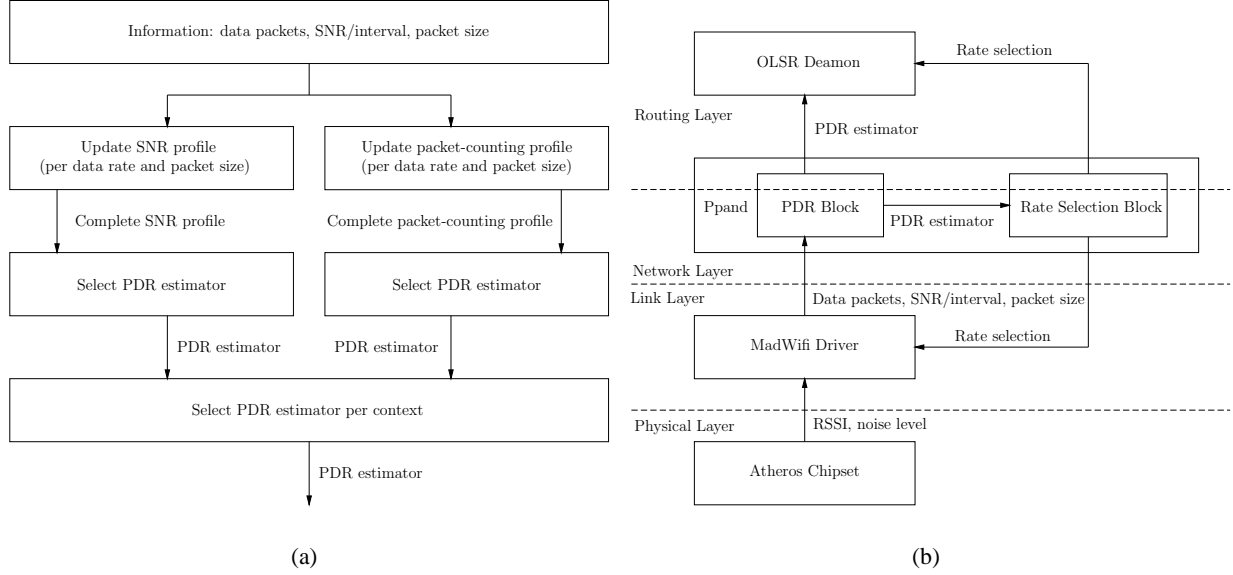 Information: data packets, SNR/interval, packet size
Update SNR profile
(per data rate and packet size)
Update packet-counting profile
(per data rate and packet size)
Complete SNR profile
Complete packet-counting profile
Select PDR estimator
Select PDR estimator
PDR estimator
PDR estimator
Select PDR estimator per context
PDR estimator
(a)
OLSR Deamon
Rate selection
Routing Layer
PDR estimator
Ppand
PDR Block
PDR estimator
Rate Selection Block
Network Layer
Link Layer
Data packets, SNR/interval, packet size
MadWifi Driver
Rate selection
Physical Layer
RSSI, noise level
Atheros Chipset
(b)